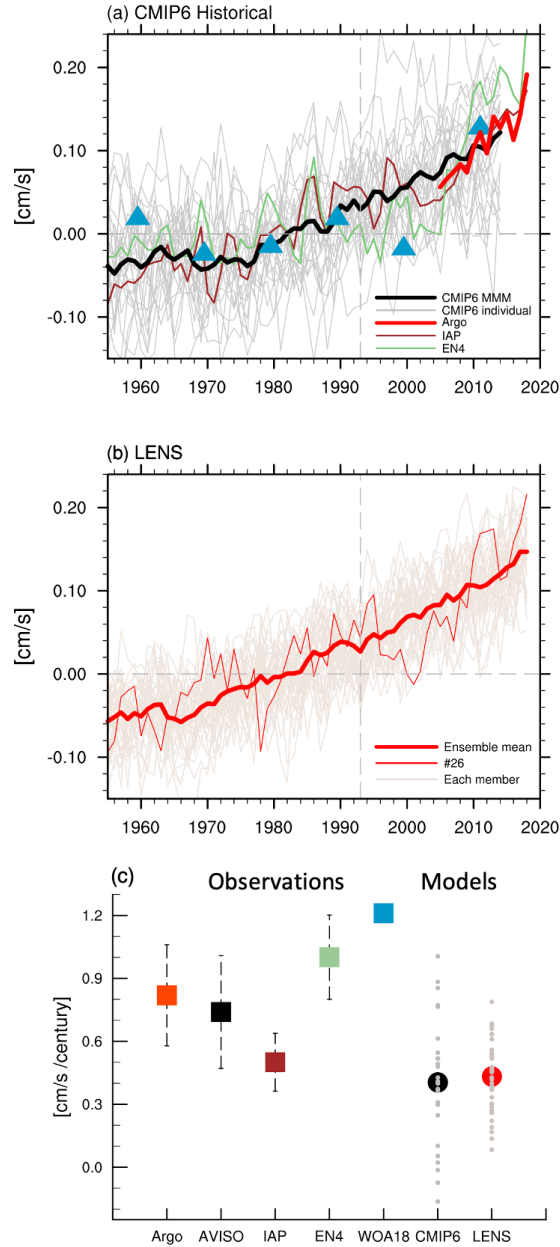 (a) CMIP6 Historical
0.20
0.10
0.00
-0.10
[cm/s]
CMIP6 MMM
CMIP6 individual
Argo
IAP
EN4
1960 1970 1980 1990 2000 2010 2020
(b) LENS
0.20
0.10
0.00
-0.10
[cm/s]
Ensemble mean
#26
Each member
1960 1970 1980 1990 2000 2010 2020
(c) Observations Models
1.2
0.9
0.6
0.3
0.0
[cm/s /century]
Argo AVISO IAP EN4 WOA18 CMIP6 LENS